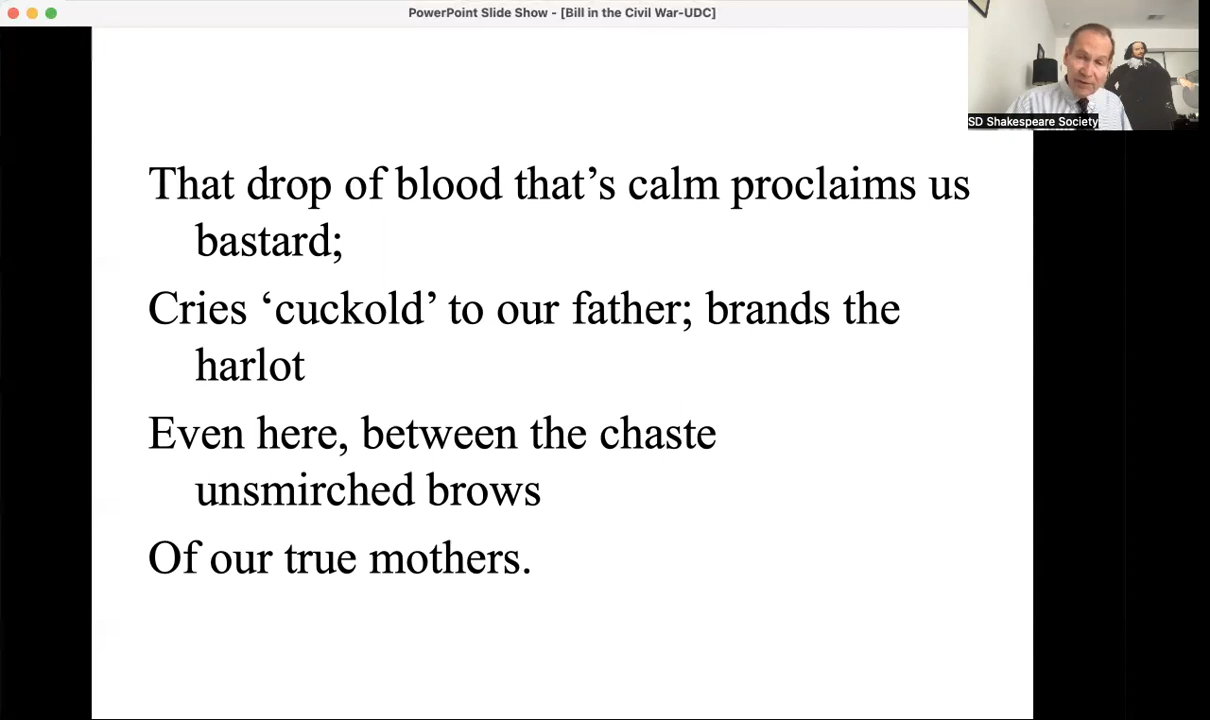 PowerPoint Slide Show - [Bill in the Civil War-UDC]
SD Shakespeare Society
That drop of blood that’s calm proclaims us
bastard;
Cries ‘cuckold’ to our father; brands the
harlot
Even here, between the chaste
unsmirched brows
Of our true mothers.